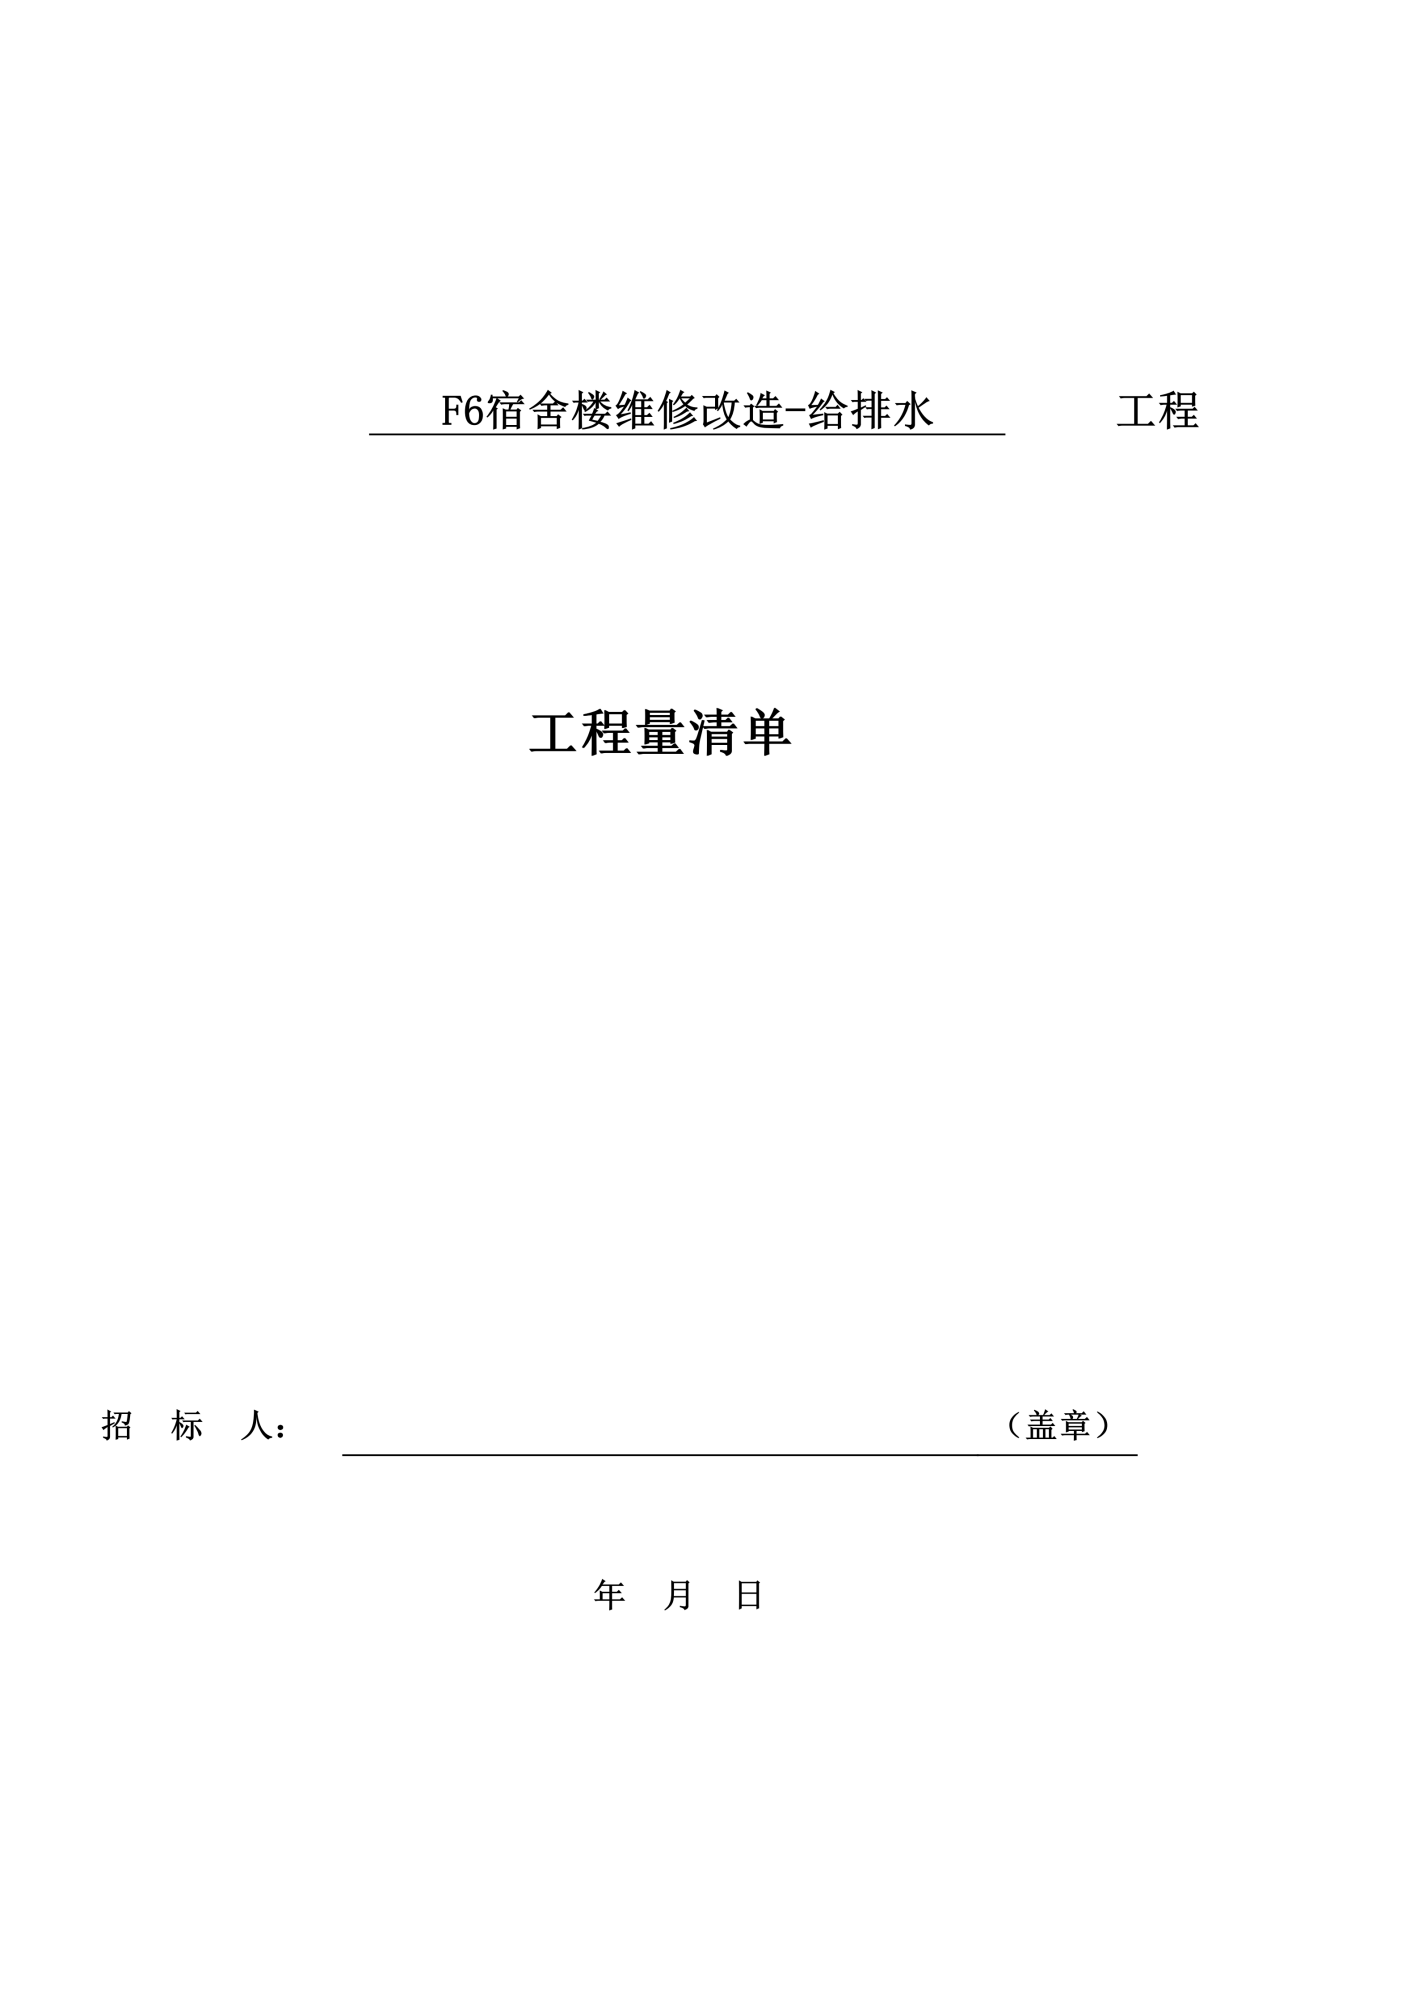 F6宿舍楼维修改造-给排水 工程
工程量清单
招 标 人： （盖章）
年 月 日